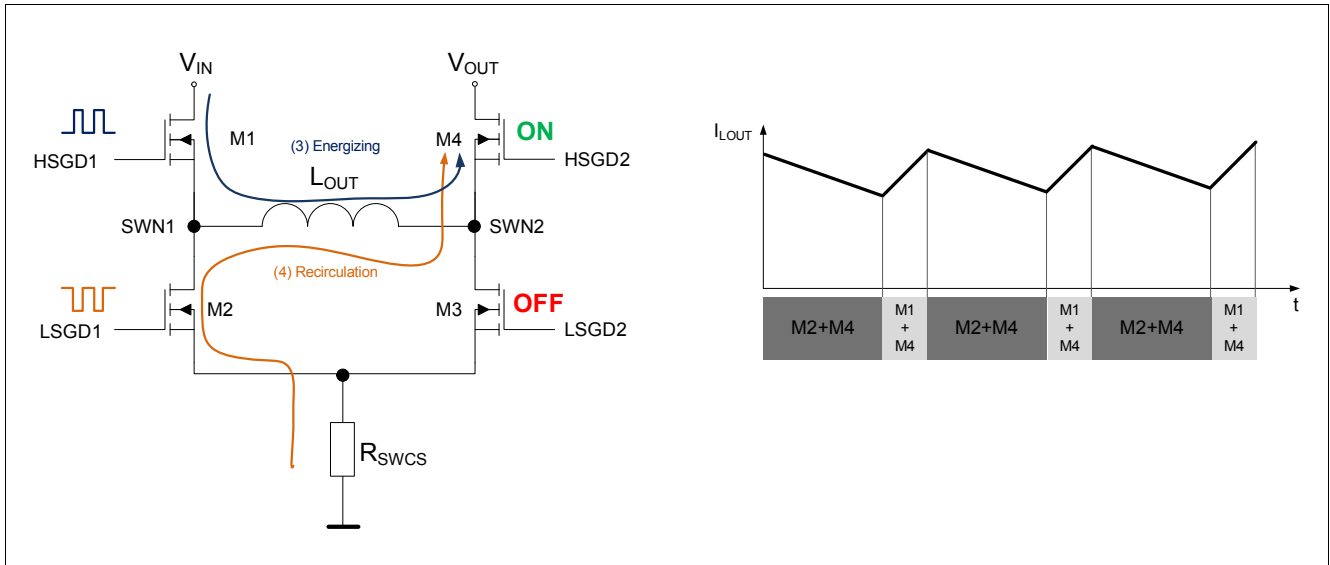 VIN VOUT
M1 M4 ON
HSGD1 (3) Energizing HSGD2
LOUT
SWN1 SWN2
(4) Recirculation
M2 M3 OFF
LSGD1 LSGD2
RSWCS
ILOUT
t
M2+M4 M1 + M4 M2+M4 M1 + M4 M2+M4 M1 + M4